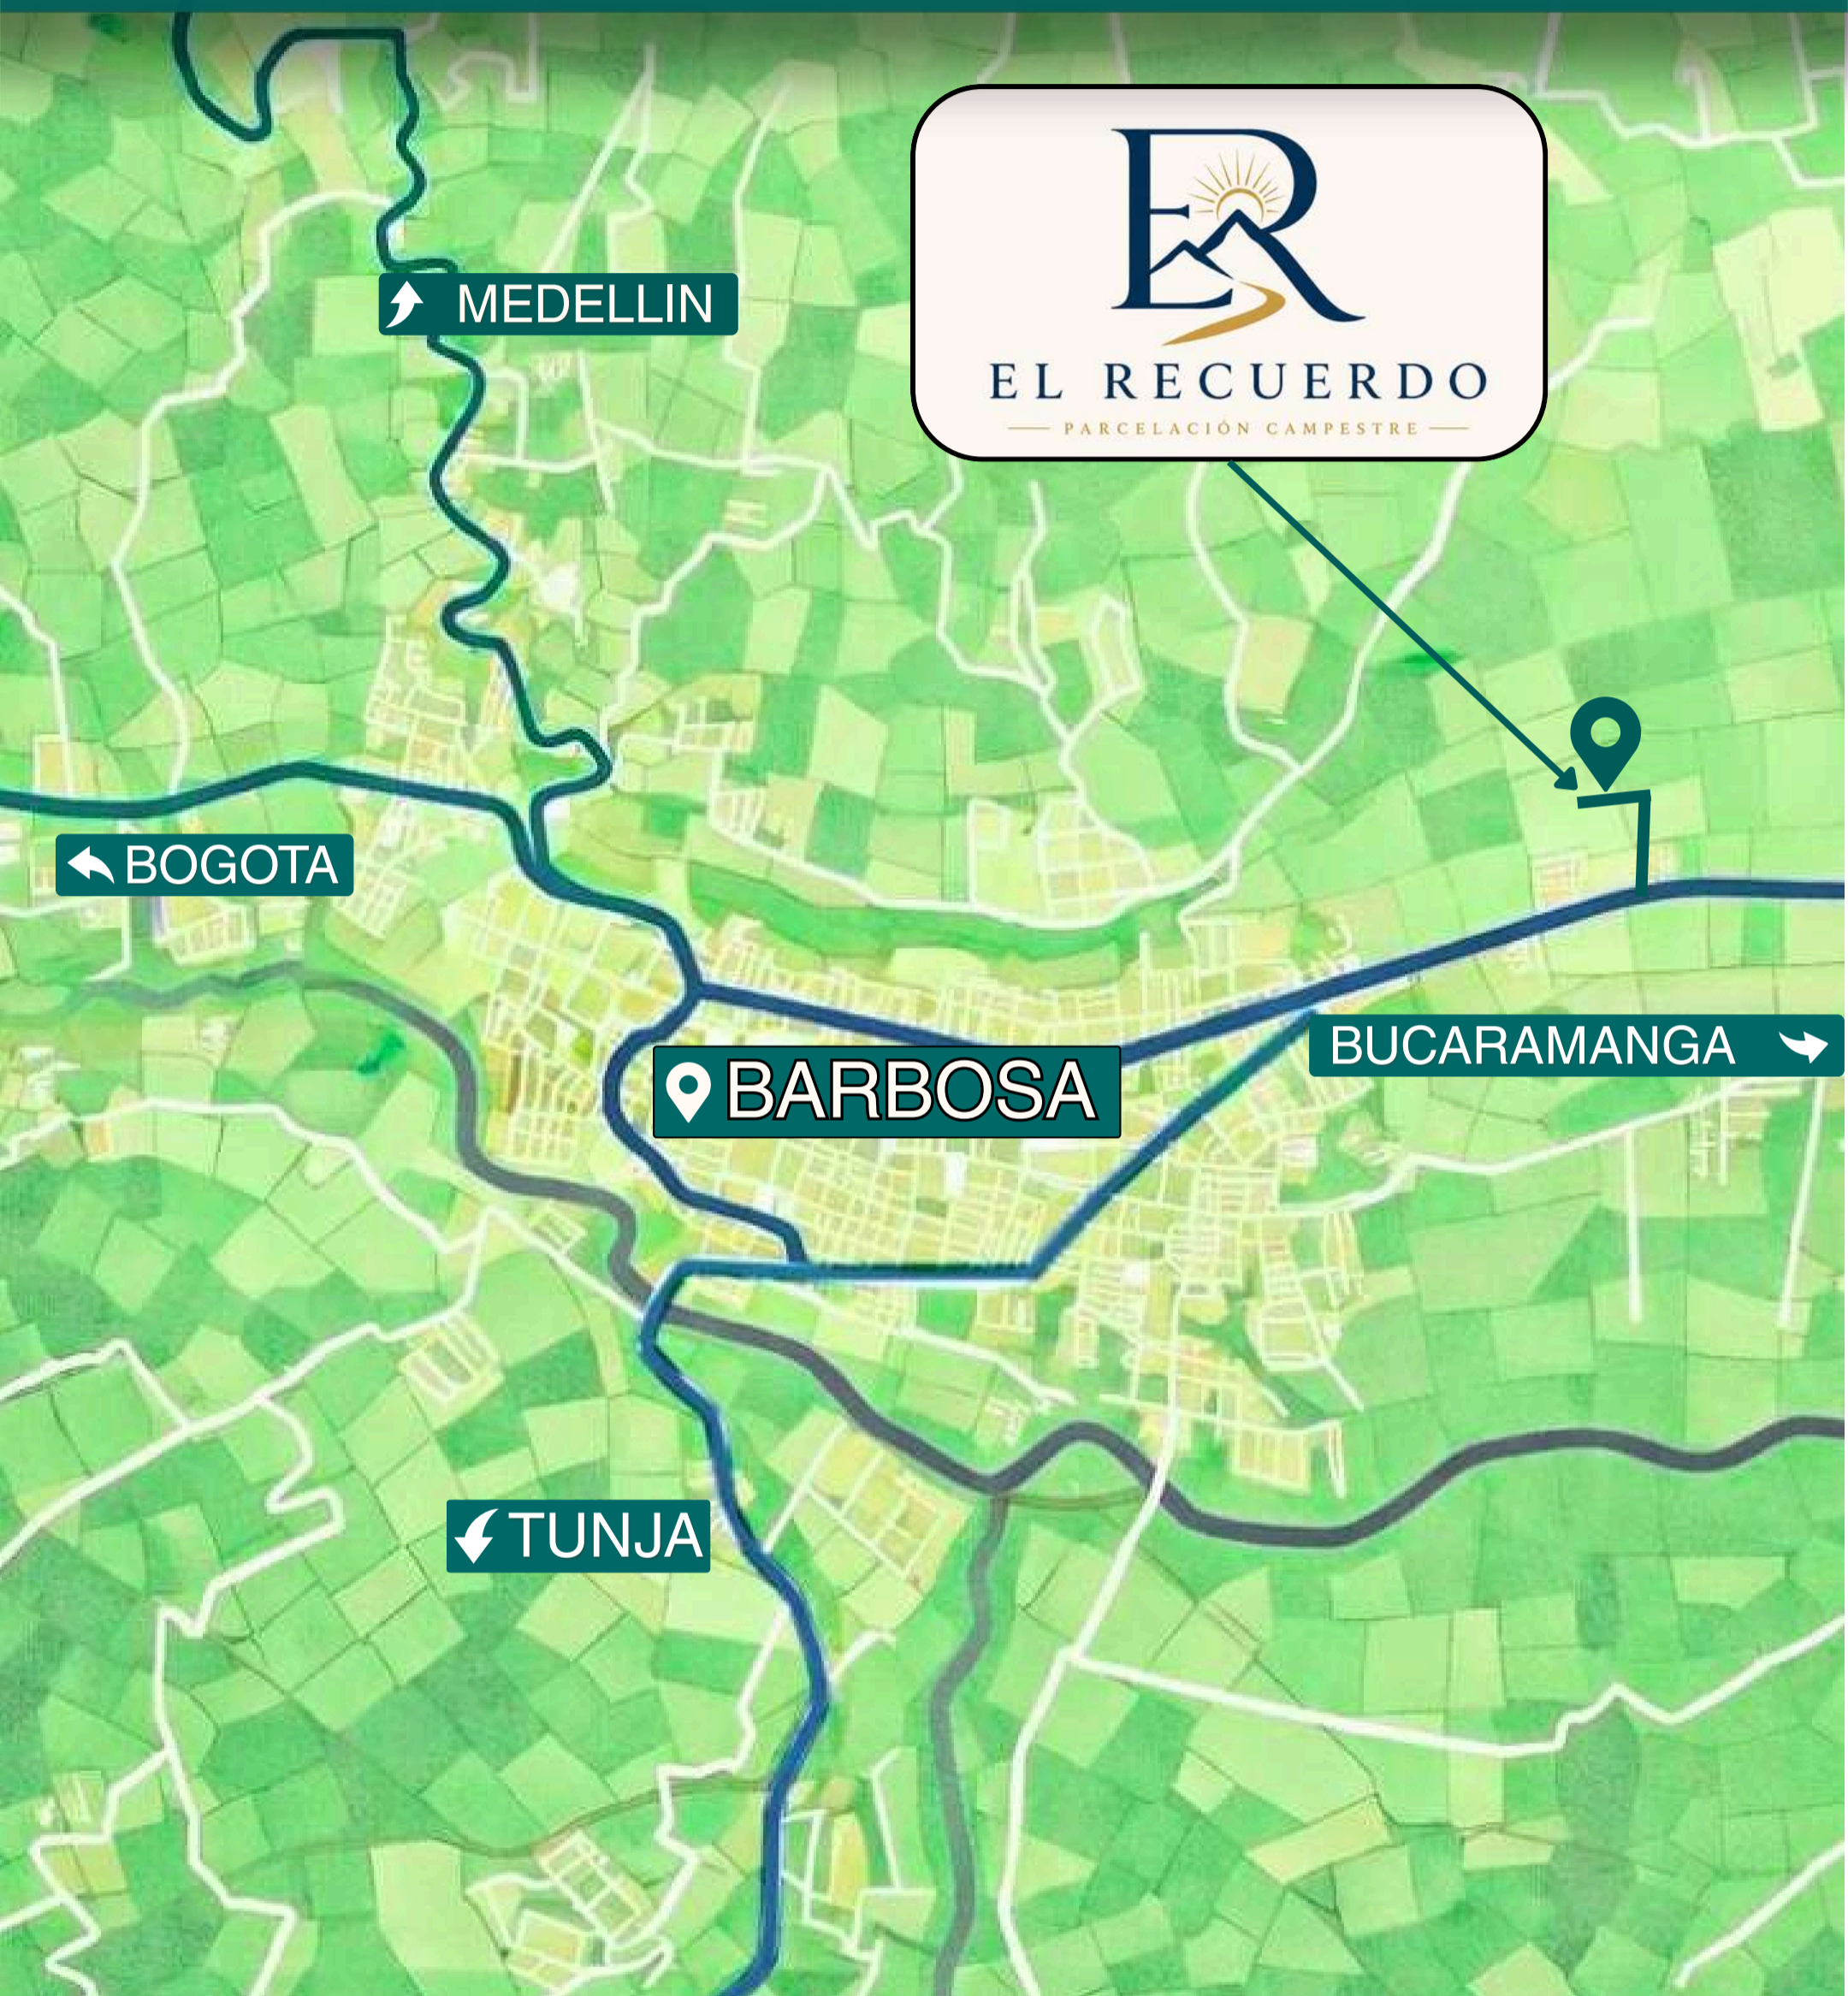 ER
EL RECUERDO
PARCELACIÓN CAMPESTRE
MEDELLIN
BOGOTA
BUCARAMANGA
BARBOSA
TUNJA